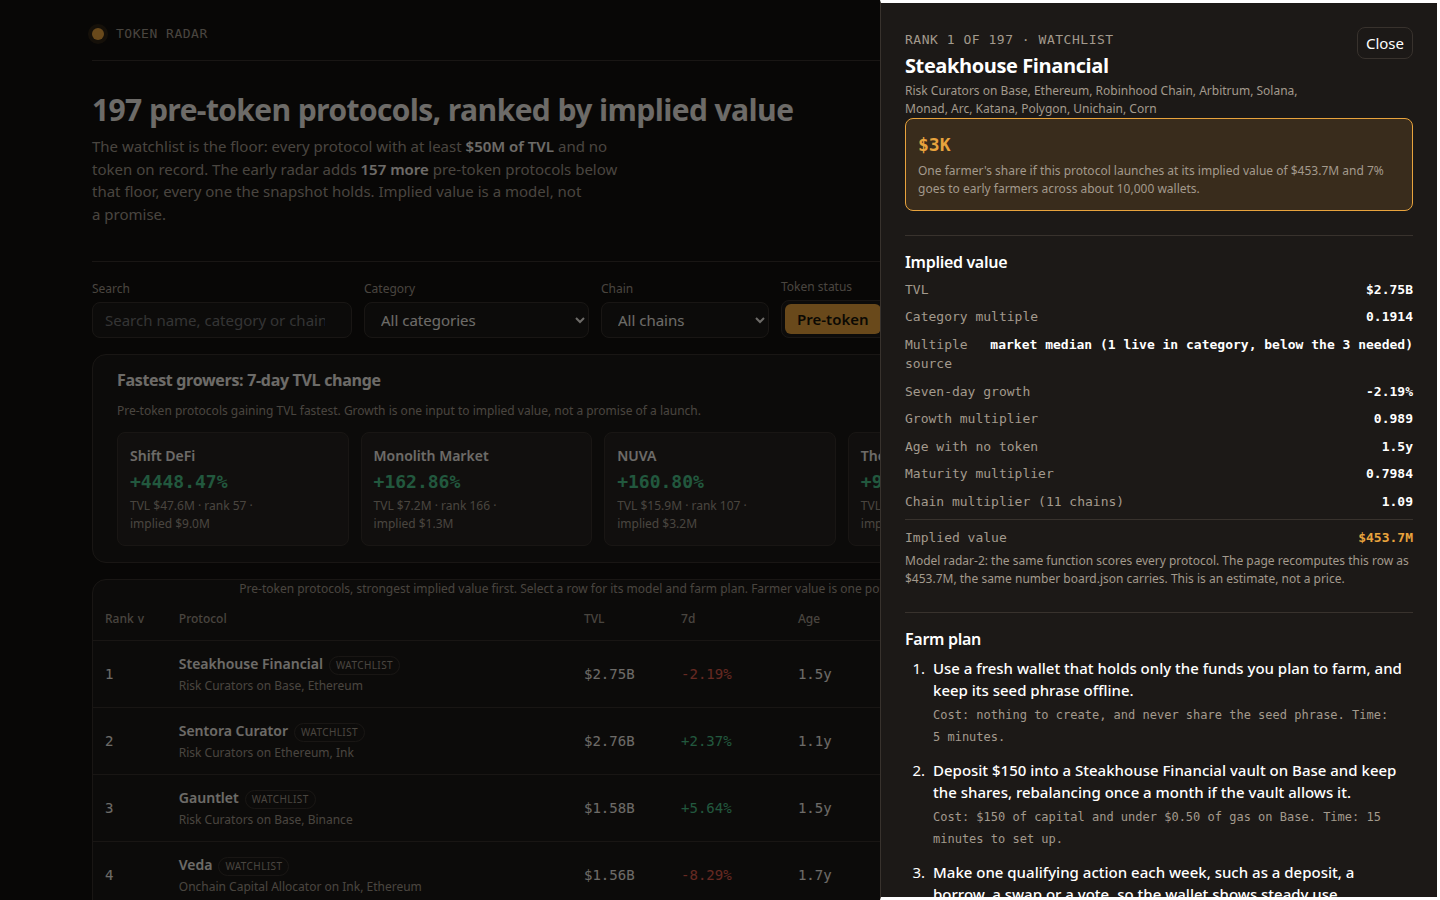 TOKEN RADAR
197 pre-token protocols, ranked by implied value
The watchlist is the floor: every protocol with at least $50M of TVL and no
token on record. The early radar adds 157 more pre-token protocols below
that floor, every one the snapshot holds. Implied value is a model, not
a promise.
Search
Category
Chain
Token status
Search name, category or chain
All categories
All chains
Pre-token
Fastest growers: 7-day TVL change
Pre-token protocols gaining TVL fastest. Growth is one input to implied value, not a promise of a launch.
Shift DeFi
+4448.47%
TVL $47.6M · rank 57 ·
implied $9.0M
Monolith Market
+162.86%
TVL $7.2M · rank 166 ·
implied $1.3M
NUVA
+160.80%
TVL $15.9M · rank 107 ·
implied $3.2M
Pre-token protocols, strongest implied value first. Select a row for its model and farm plan. Farmer value is one po
Rank v Protocol TVL 7d Age
1 Steakhouse Financial WATCHLIST $2.75B -2.19% 1.5y
Risk Curators on Base, Ethereum
2 Sentora Curator WATCHLIST $2.76B +2.37% 1.1y
Risk Curators on Ethereum, Ink
3 Gauntlet WATCHLIST $1.58B +5.64% 1.5y
Risk Curators on Base, Binance
4 Veda WATCHLIST $1.56B -8.29% 1.7y
Onchain Capital Allocator on Ink, Ethereum
RANK 1 OF 197 · WATCHLIST
Close
Steakhouse Financial
Risk Curators on Base, Ethereum, Robinhood Chain, Arbitrum, Solana,
Monad, Arc, Katana, Polygon, Unichain, Corn
$3K
One farmer's share if this protocol launches at its implied value of $453.7M and 7%
goes to early farmers across about 10,000 wallets.
Implied value
TVL $2.75B
Category multiple 0.1914
Multiple source market median (1 live in category, below the 3 needed)
Seven-day growth -2.19%
Growth multiplier 0.989
Age with no token 1.5y
Maturity multiplier 0.7984
Chain multiplier (11 chains) 1.09
Implied value $453.7M
Model radar-2: the same function scores every protocol. The page recomputes this row as
$453.7M, the same number board.json carries. This is an estimate, not a price.
Farm plan
1. Use a fresh wallet that holds only the funds you plan to farm, and
keep its seed phrase offline.
Cost: nothing to create, and never share the seed phrase. Time:
5 minutes.
2. Deposit $150 into a Steakhouse Financial vault on Base and keep
the shares, rebalancing once a month if the vault allows it.
Cost: $150 of capital and under $0.50 of gas on Base. Time: 15
minutes to set up.
3. Make one qualifying action each week, such as a deposit, a
borrow, a swap or a vote, so the wallet shows steady use.